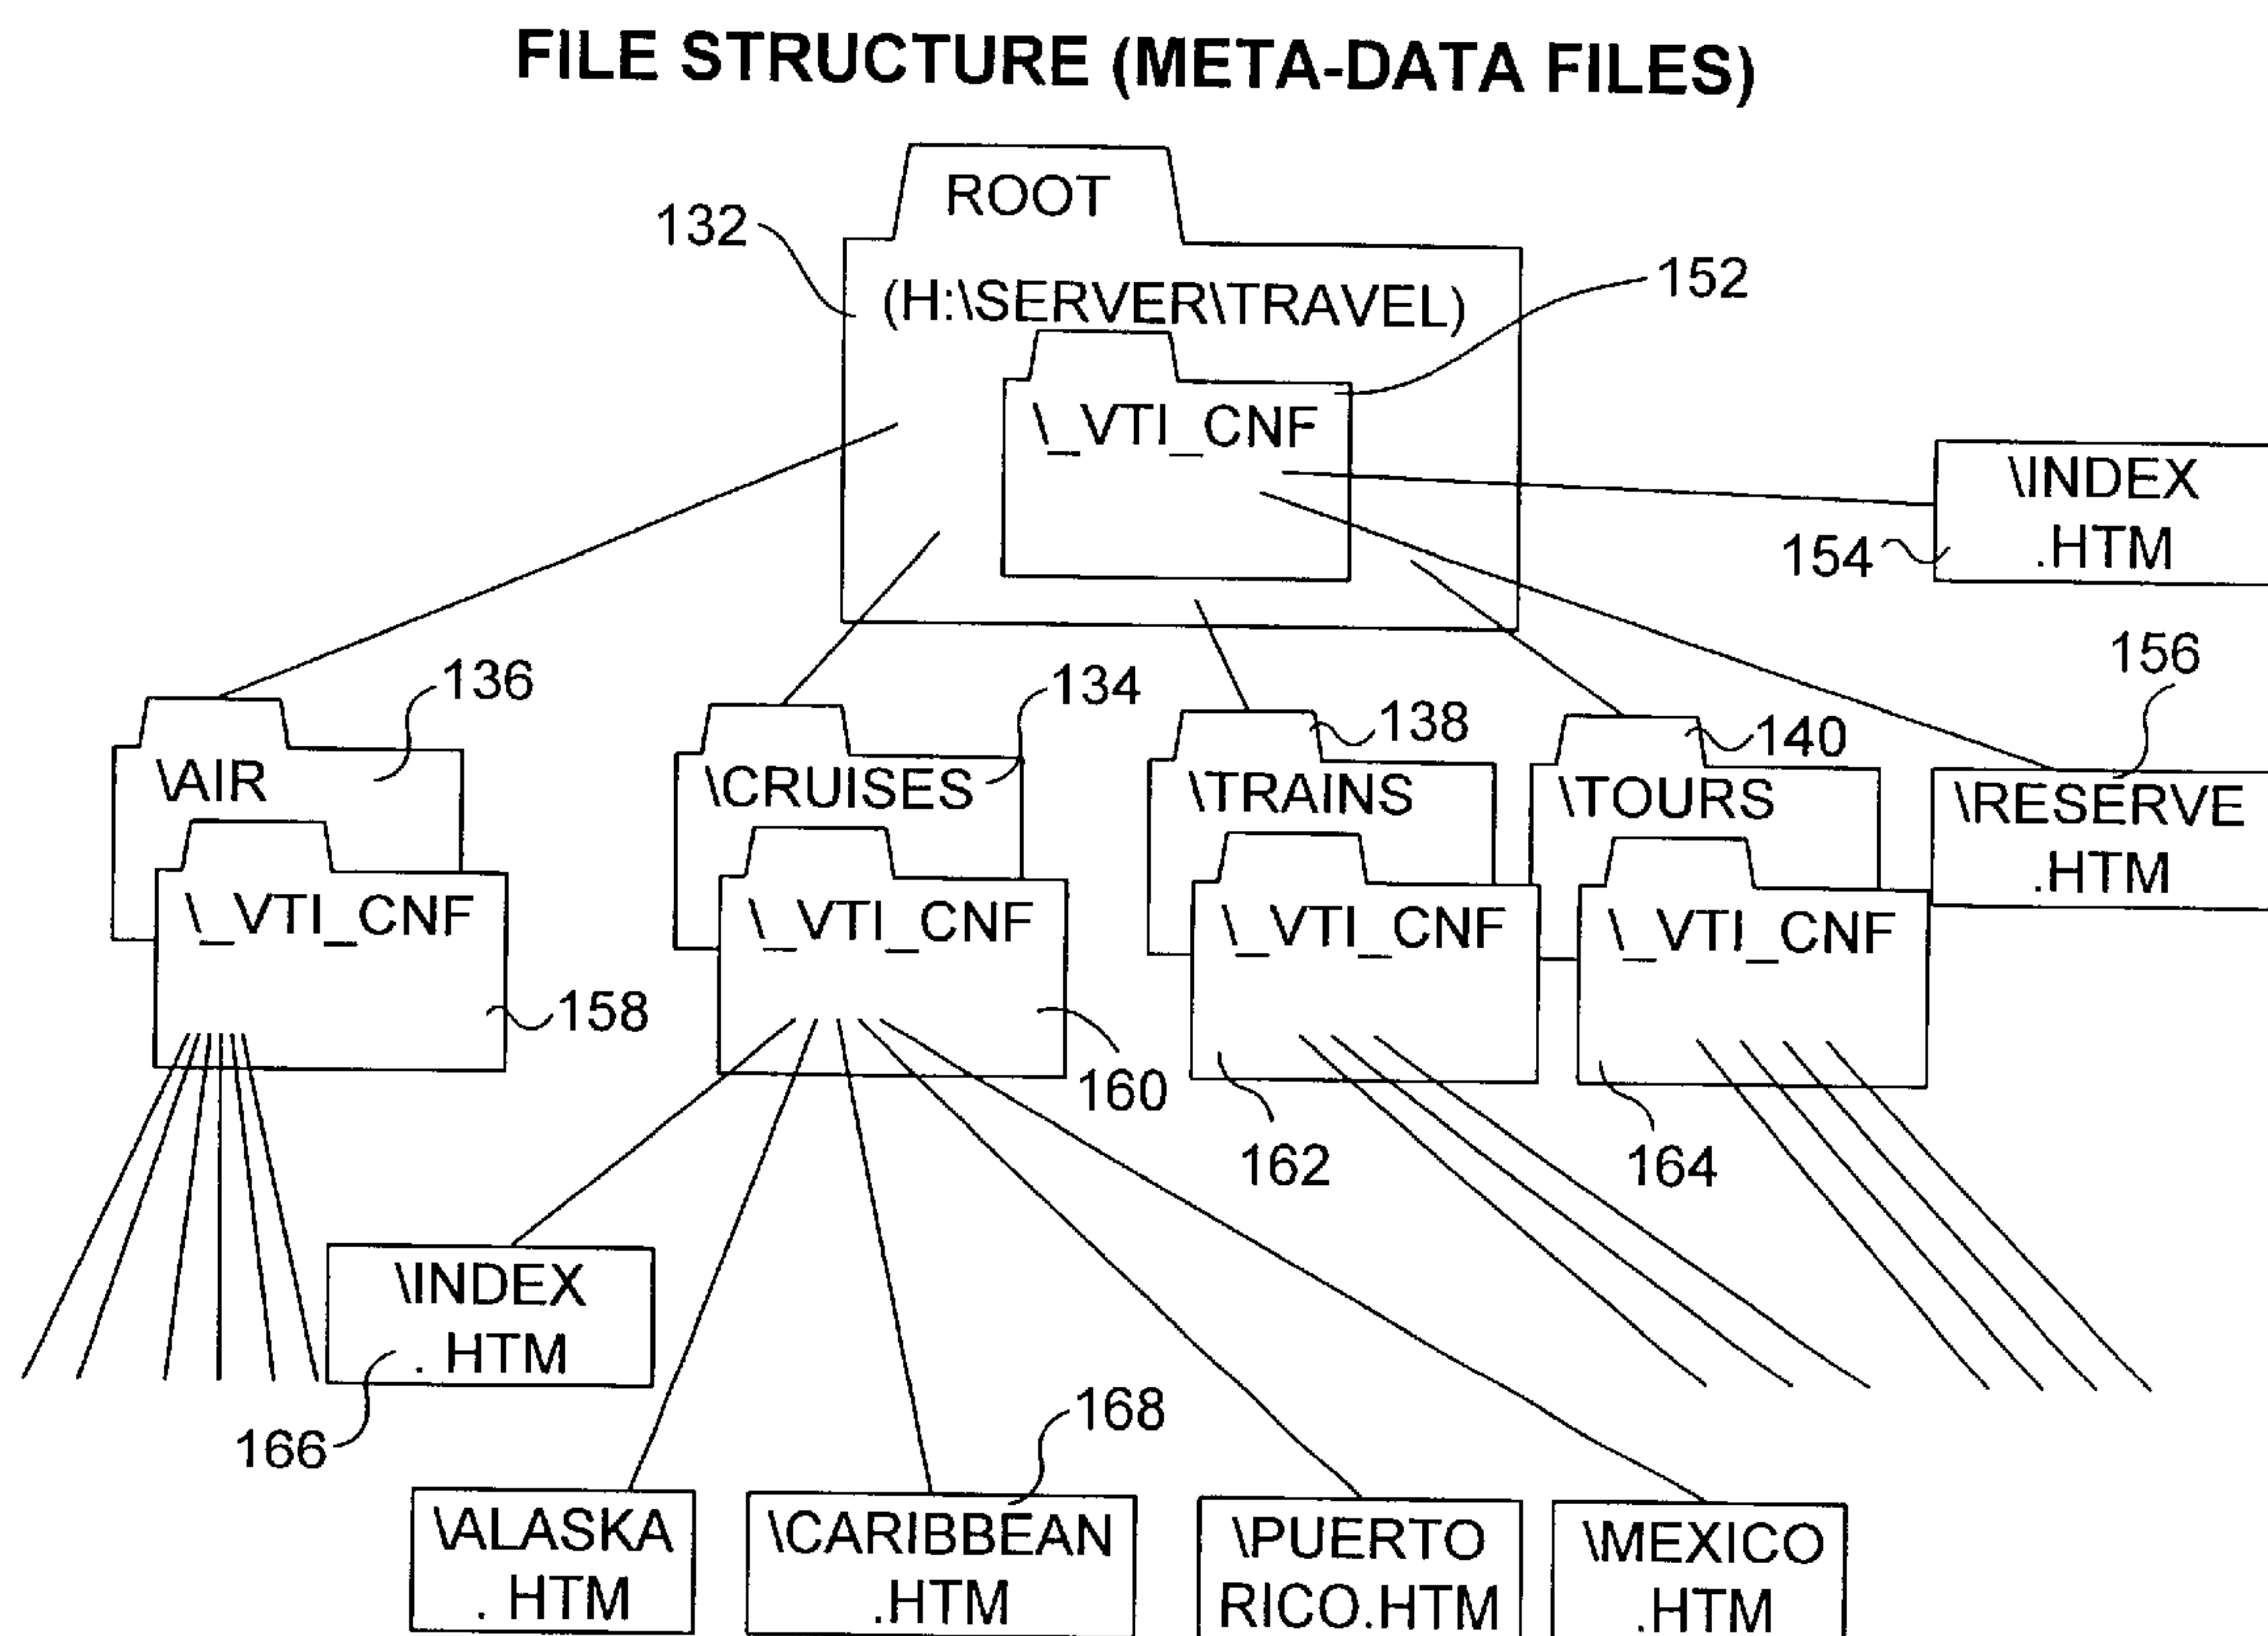 FILE STRUCTURE (META-DATA FILES)
ROOT
132
(H:\SERVER\TRAVEL)
152
\_VTI_CNF
\INDEX
.HTM
154
156
136
134
138
140
\AIR
\CRUISES
\TRAINS
\TOURS
\RESERVE
.HTM
\_VTI_CNF
\_VTI_CNF
\_VTI_CNF
\_VTI_CNF
158
160
162
164
\INDEX
. HTM
166
168
\ALASKA
. HTM
\CARIBBEAN
.HTM
\PUERTO
RICO.HTM
\MEXICO
.HTM